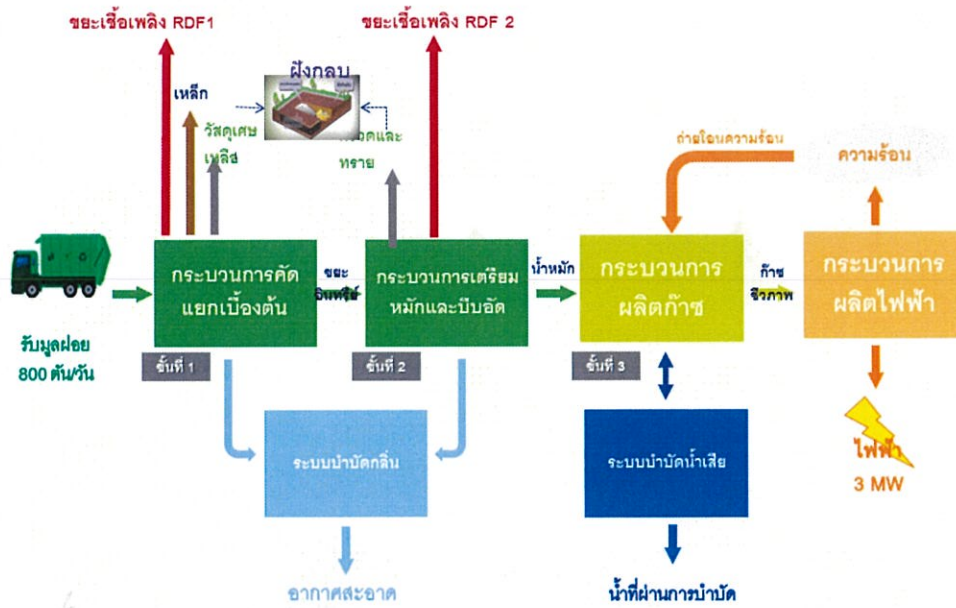 ขยะเชื้อเพลิง RDF1
ขยะเชื้อเพลิง RDF 2
ฝังกลบ
เหล็ก
วัสดุเศษ
เหลือ
ทราย
ถ่ายโอนความร้อน
ความร้อน
กระบวนการคัด
แยกเบื้องต้น
ขยะ
อินทรีย์
กระบวนการเตรียม
หมักและบีบอัด
น้ำหมัก
กระบวนการ
ผลิตก๊าซ
ก๊าซ
ชีวภาพ
กระบวนการ
ผลิตไฟฟ้า
รับมูลฝอย
800 ตัน/วัน
ขั้นที่ 1
ขั้นที่ 2
ขั้นที่ 3
ระบบบำบัดกลิ่น
ระบบบำบัดน้ำเสีย
ไฟฟ้า
3 MW
อากาศสะอาด
น้ำที่ผ่านการบำบัด